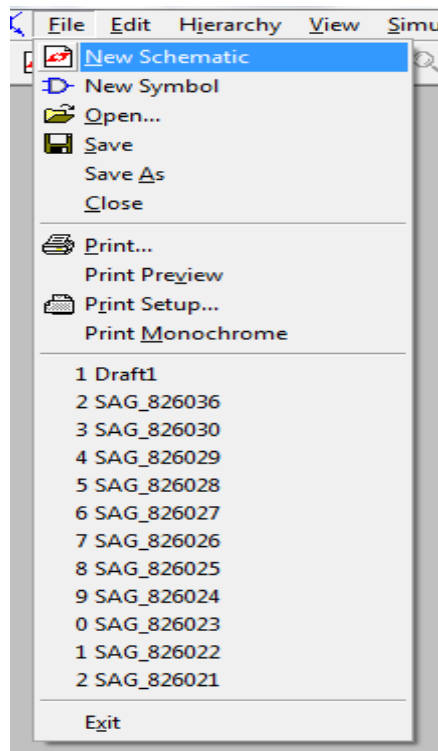 File Edit Hierarchy View Simu
New Schematic
New Symbol
Open...
Save
Save As
Close
Print...
Print Preview
Print Setup...
Print Monochrome
1 Draft1
2 SAG_826036
3 SAG_826030
4 SAG_826029
5 SAG_826028
6 SAG_826027
7 SAG_826026
8 SAG_826025
9 SAG_826024
0 SAG_826023
1 SAG_826022
2 SAG_826021
Exit